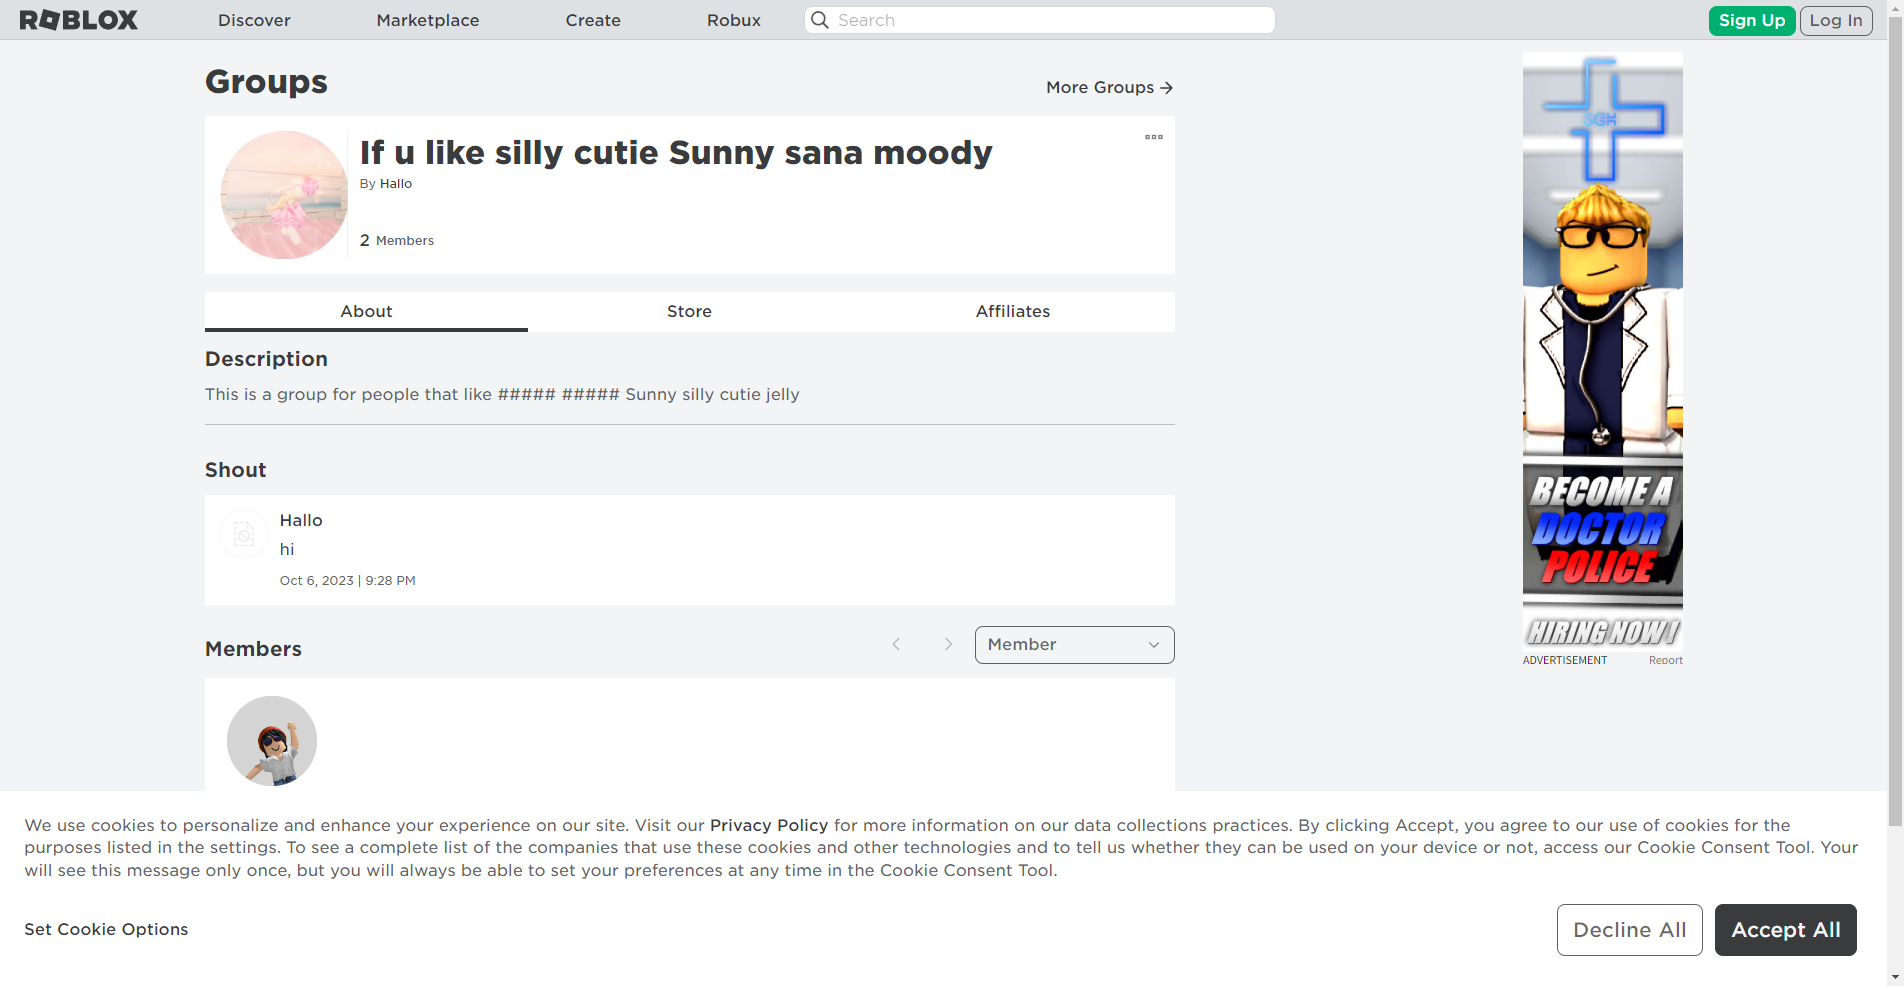 ROBLOX
Discover
Marketplace
Create
Robux
Search
Sign Up
Log In
Groups
More Groups
If u like silly cutie Sunny sana moody
By Hallo
2 Members
About
Store
Affiliates
Description
This is a group for people that like ##### ##### Sunny silly cutie jelly
Shout
Hallo
hi
Oct 6, 2023 | 9:28 PM
Members
Member
SGH
BECOME A
DOCTOR
POLICE
HIRING NOW!
ADVERTISEMENT
Report
We use cookies to personalize and enhance your experience on our site. Visit our Privacy Policy for more information on our data collections practices. By clicking Accept, you agree to our use of cookies for the
purposes listed in the settings. To see a complete list of the companies that use these cookies and other technologies and to tell us whether they can be used on your device or not, access our Cookie Consent Tool. Your
will see this message only once, but you will always be able to set your preferences at any time in the Cookie Consent Tool.
Set Cookie Options
Decline All
Accept All